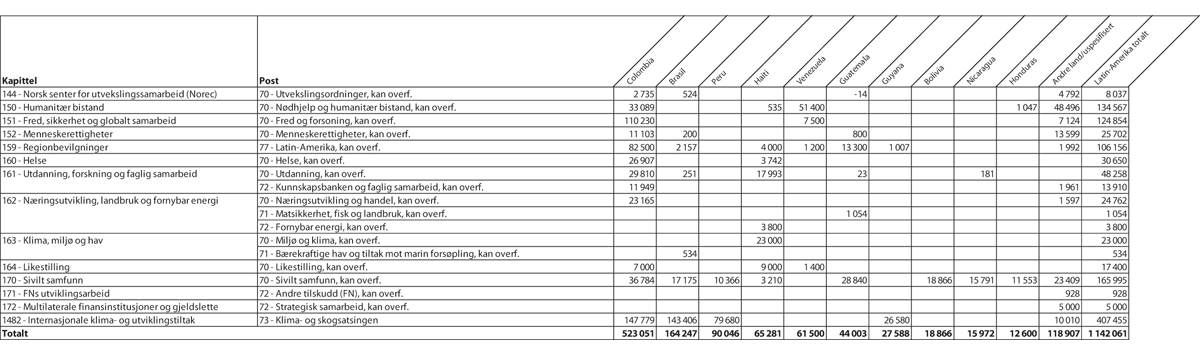 Kapittel Post Colombia Brasil Peru Haiti Venezuela Guatemala Guyana Bolivia Nicaragua Honduras Andre land/uspesifisert Latin-Amerika totalt
144 - Norsk senter for utvekslingssamarbeid (Norec) 70 - Utvekslingsordninger, kan overf. 2 735 524 -14 4 792 8 037
150 - Humanitær bistand 70 - Nødhjelp og humanitær bistand, kan overf. 33 089 535 51 400 1 047 48 496 134 567
151 - Fred, sikkerhet og globalt samarbeid 70 - Fred og forsoning, kan overf. 110 230 7 500 7 124 124 854
152 - Menneskerettigheter 70 - Menneskerettigheter, kan overf. 11 103 200 800 13 599 25 702
159 - Regionbevilgninger 77 - Latin-Amerika, kan overf. 82 500 2 157 4 000 1 200 13 300 1 007 1 992 106 156
160 - Helse 70 - Helse, kan overf. 26 907 3 742 30 650
161 - Utdanning, forskning og faglig samarbeid 70 - Utdanning, kan overf. 29 810 251 17 993 23 181 48 258
72 - Kunnskapsbanken og faglig samarbeid, kan overf. 11 949 1 961 13 910
162 - Næringsutvikling, landbruk og fornybar energi 70 - Næringsutvikling og handel, kan overf. 23 165 1 597 24 762
71 - Matsikkerhet, fisk og landbruk, kan overf. 1 054 1 054
72 - Fornybar energi, kan overf. 3 800 3 800
163 - Klima, miljø og hav 70 - Miljø og klima, kan overf. 23 000 23 000
71 - Bærekraftige hav og tiltak mot marin forsøpling, kan overf. 534 534
164 - Likestilling 70 - Likestilling, kan overf. 7 000 9 000 1 400 17 400
170 - Sivilt samfunn 70 - Sivilt samfunn, kan overf. 36 784 17 175 10 366 3 210 28 840 18 866 15 791 11 553 23 409 165 995
171 - FNs utviklingsarbeid 72 - Andre tilskudd (FN), kan overf. 928 928
172 - Multilaterale finansinstitusjoner og gjeldslette 72 - Strategisk samarbeid, kan overf. 5 000 5 000
1482 - Internasjonale klima- og utviklingstiltak 73 - Klima- og skogsatsingen 147 779 143 406 79 680 26 580 10 010 407 455
Totalt 523 051 164 247 90 046 65 281 61 500 44 003 27 588 18 866 15 972 12 600 118 907 1 142 061